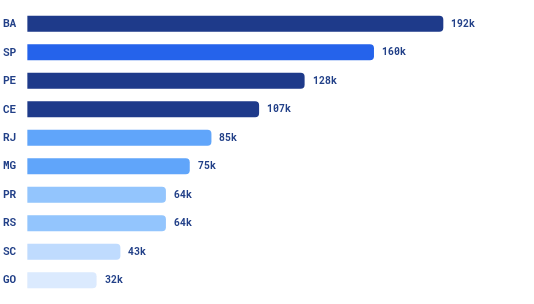 BA 192k
SP 160k
PE 128k
CE 107k
RJ 85k
MG 75k
PR 64k
RS 64k
SC 43k
GO 32k